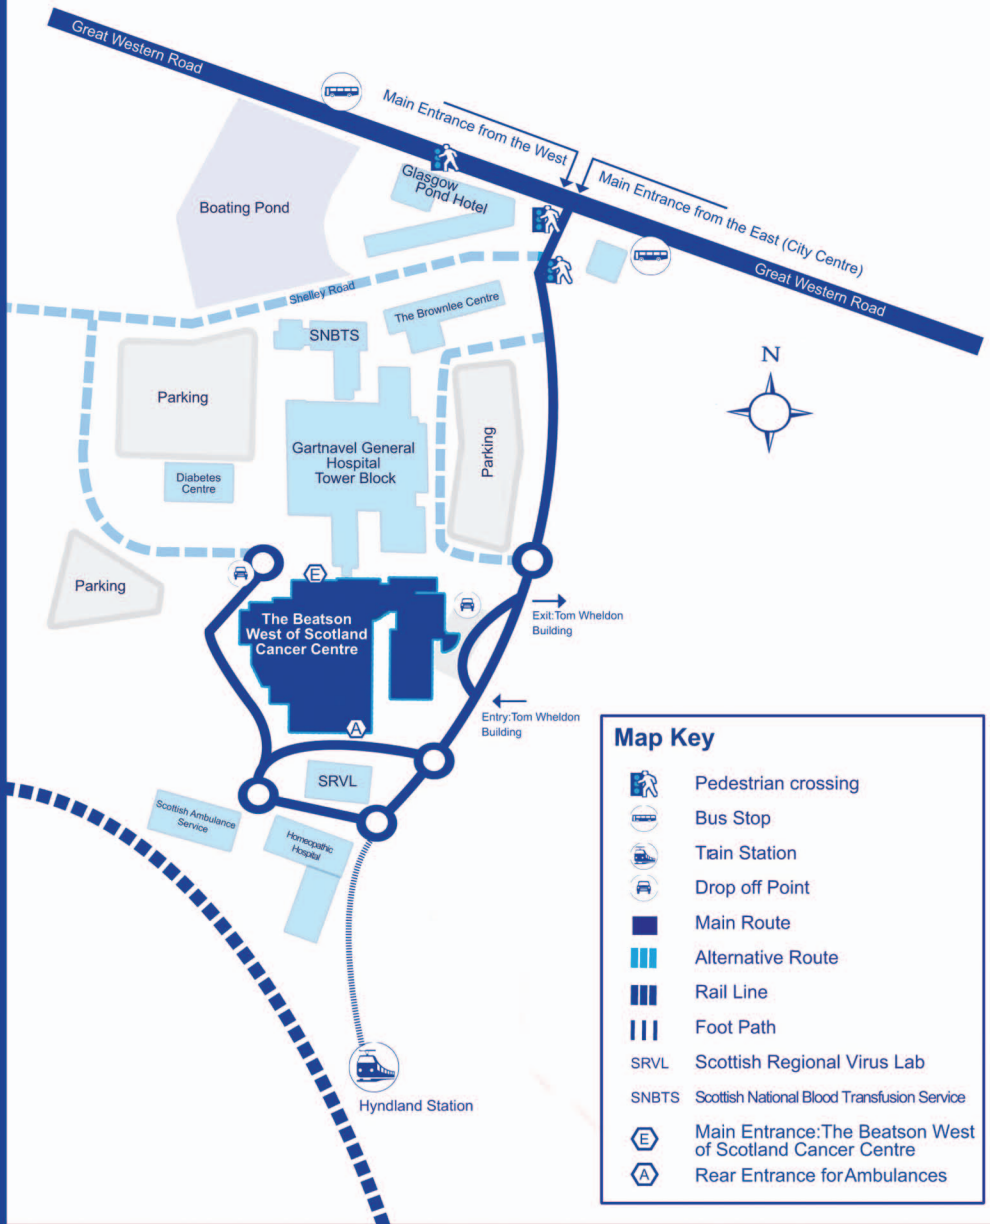 Great Western Road
Main Entrance from the West
Main Entrance from the East (City Centre)
Great Western Road
Glasgow
Pond Hotel
Boating Pond
Shelley Road
The Brownlee Centre
SNBTS
N
Parking
Gartnavel General
Hospital
Tower Block
Parking
Diabetes
Centre
Parking
E
The Beatson
West of Scotland
Cancer Centre
Exit:Tom Wheldon
Building
Entry:Tom Wheldon
Building
A
SRVL
Scottish Ambulance
Service
Homeopathic
Hospital
Hyndland Station
Map Key
Pedestrian crossing
Bus Stop
Train Station
Drop off Point
Main Route
Alternative Route
Rail Line
Foot Path
SRVL Scottish Regional Virus Lab
SNBTS Scottish National Blood Transfusion Service
E Main Entrance:The Beatson West
of Scotland Cancer Centre
A Rear Entrance for Ambulances